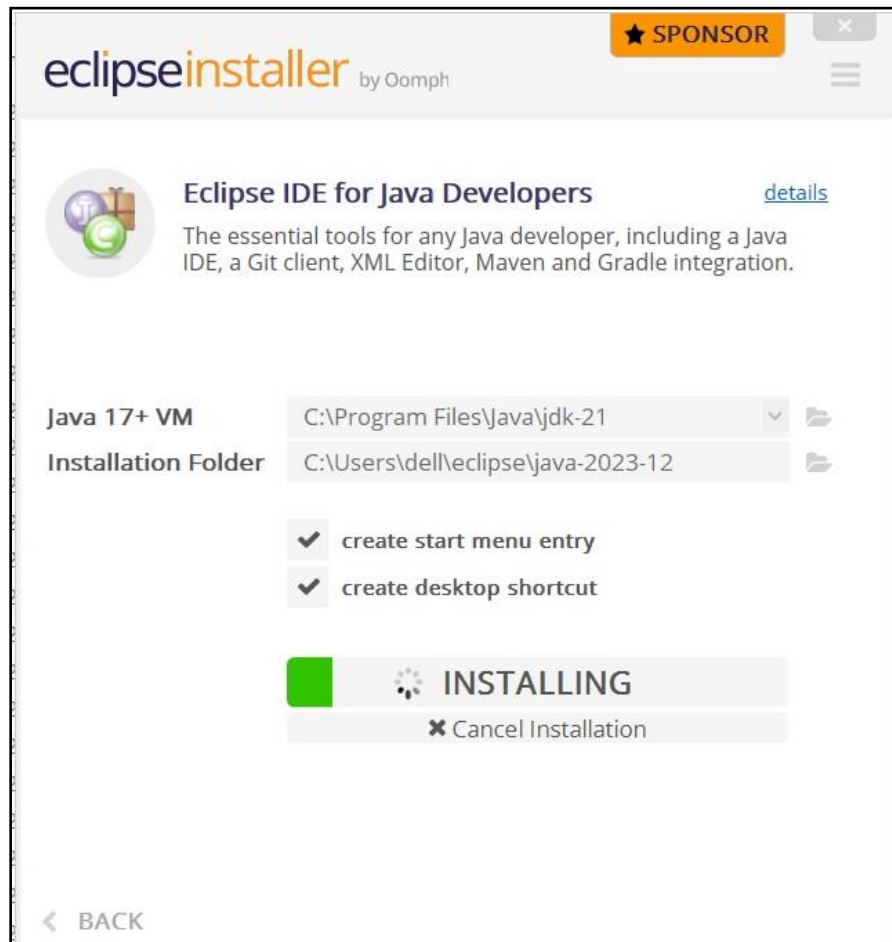 ★ SPONSOR
eclipseinstaller by Oomph
Eclipse IDE for Java Developers details
The essential tools for any Java developer, including a Java
IDE, a Git client, XML Editor, Maven and Gradle integration.
Java 17+ VM C:\Program Files\Java\jdk-21
Installation Folder C:\Users\dell\eclipse\java-2023-12
create start menu entry
create desktop shortcut
INSTALLING
✖ Cancel Installation
BACK